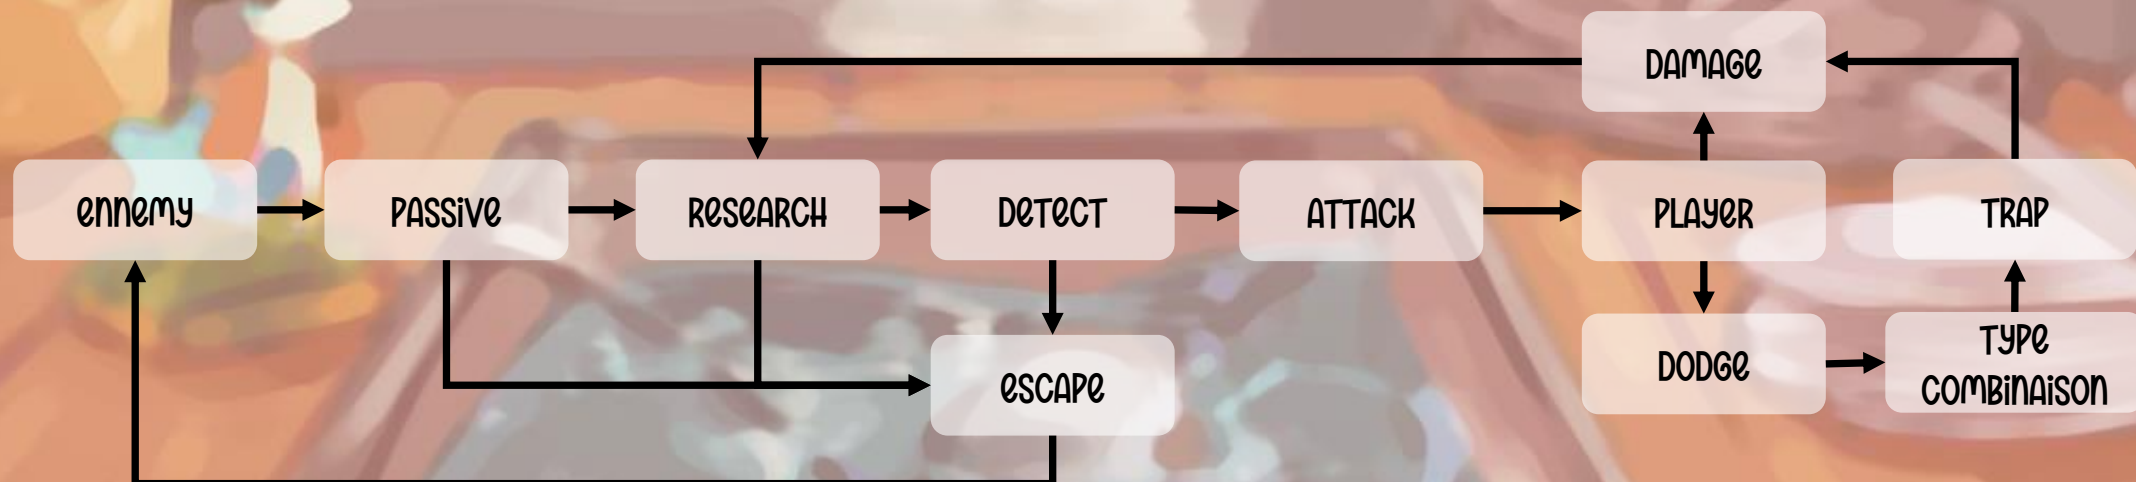 DAMAGE
ENNEMY
PASSIVE
RESEARCH
DETECT
ATTACK
PLAYER
TRAP
ESCAPE
DODGE
TYPE
COMBINAISON